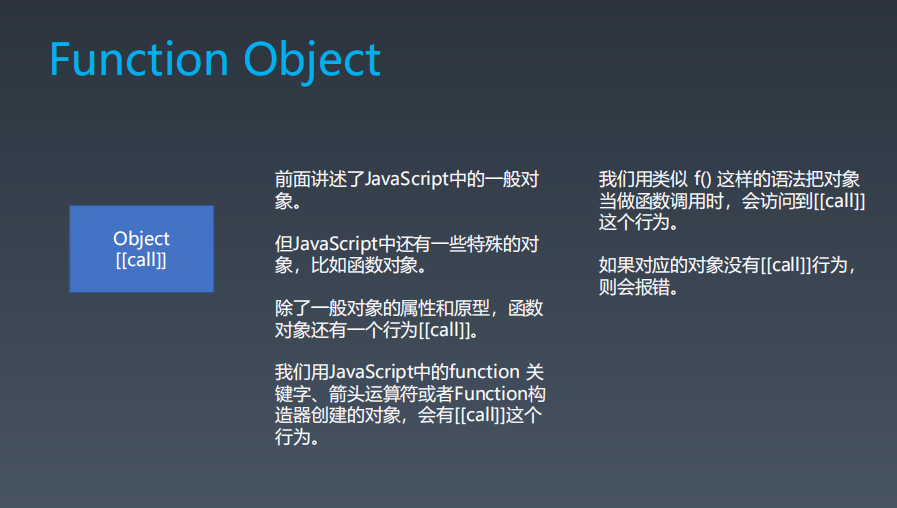 Function Object
Object
[[call]]
前面讲述了JavaScript中的一般对
象。
但JavaScript中还有一些特殊的对
象，比如函数对象。
除了一般对象的属性和原型，函数
对象还有一个行为[[call]]。
我们用JavaScript中的function 关
键字、箭头运算符或者Function构
造器创建的对象，会有[[call]]这个
行为。
我们用类似 f() 这样的语法把对象
当做函数调用时，会访问到[[call]]
这个行为。
如果对应的对象没有[[call]]行为，
则会报错。